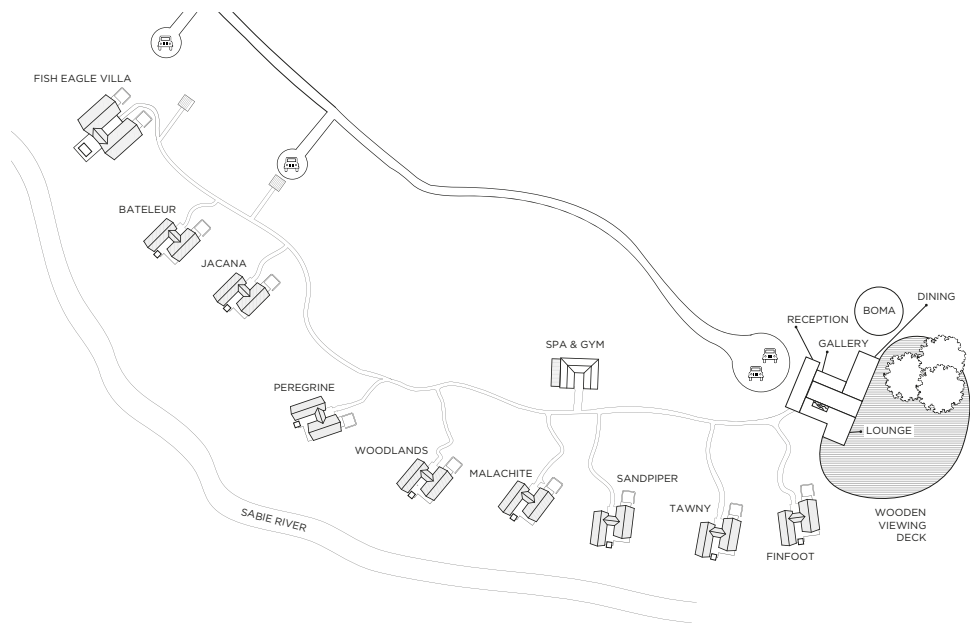 FISH EAGLE VILLA
BATELEUR
JACANA
DINING
BOMA
RECEPTION
GALLERY
SPA & GYM
PEREGRINE
LOUNGE
WOODLANDS
MALACHITE
SANDPIPER
TAWNY
SABIE RIVER
WOODEN
VIEWING
DECK
FINFOOT